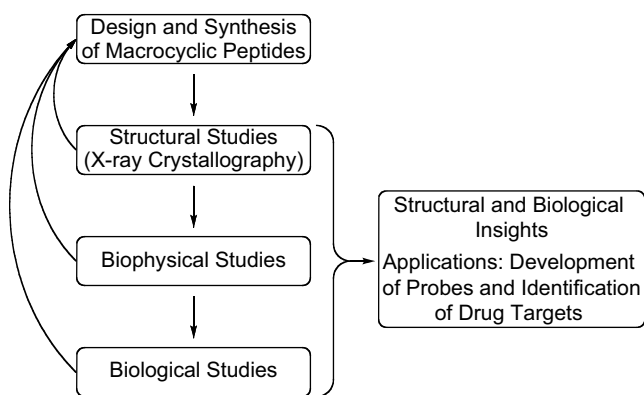 Design and Synthesis
of Macrocyclic Peptides
Structural Studies
(X-ray Crystallography)
Biophysical Studies
Biological Studies
Structural and Biological
Insights
Applications: Development
of Probes and Identification
of Drug Targets